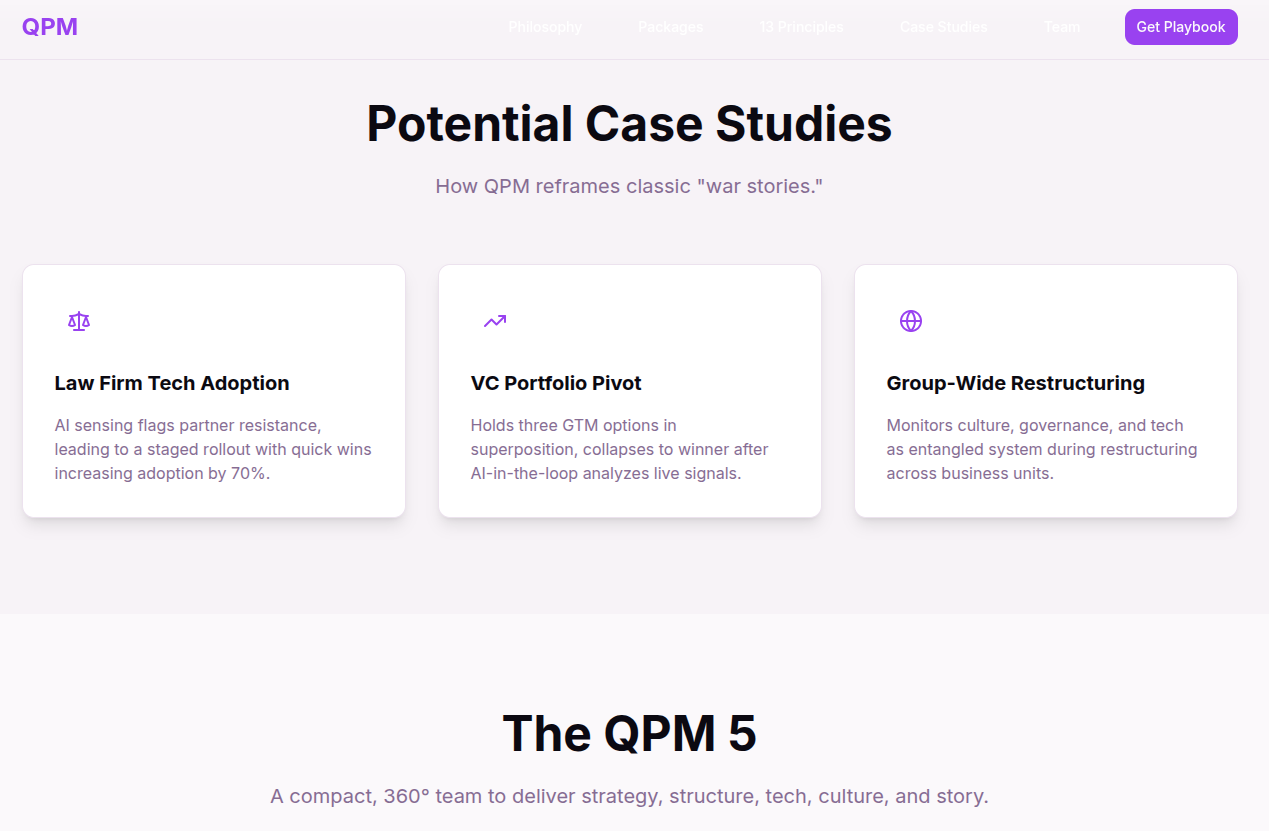 QPM
Philosophy
Packages
13 Principles
Case Studies
Team
Get Playbook
Potential Case Studies
How QPM reframes classic "war stories."
Law Firm Tech Adoption
AI sensing flags partner resistance,
leading to a staged rollout with quick wins
increasing adoption by 70%.
VC Portfolio Pivot
Holds three GTM options in
superposition, collapses to winner after
AI-in-the-loop analyzes live signals.
Group-Wide Restructuring
Monitors culture, governance, and tech
as entangled system during restructuring
across business units.
The QPM 5
A compact, 360° team to deliver strategy, structure, tech, culture, and story.